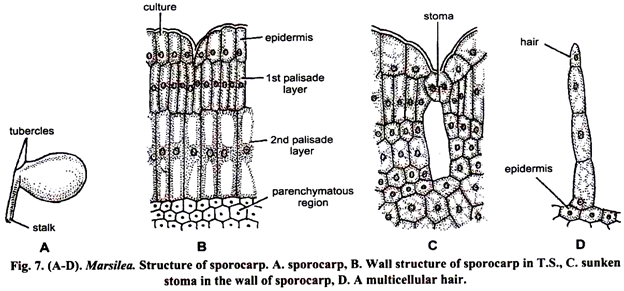 culture
epidermis
1st palisade
layer
2nd palisade
layer
parenchymatous
region
tubercles
stalk
stoma
hair
epidermis
A
B
C
D
Fig. 7. (A-D). Marsilea. Structure of sporocarp. A. sporocarp, B. Wall structure of sporocarp in T.S., C. sunken
stoma in the wall of sporocarp, D. A multicellular hair.